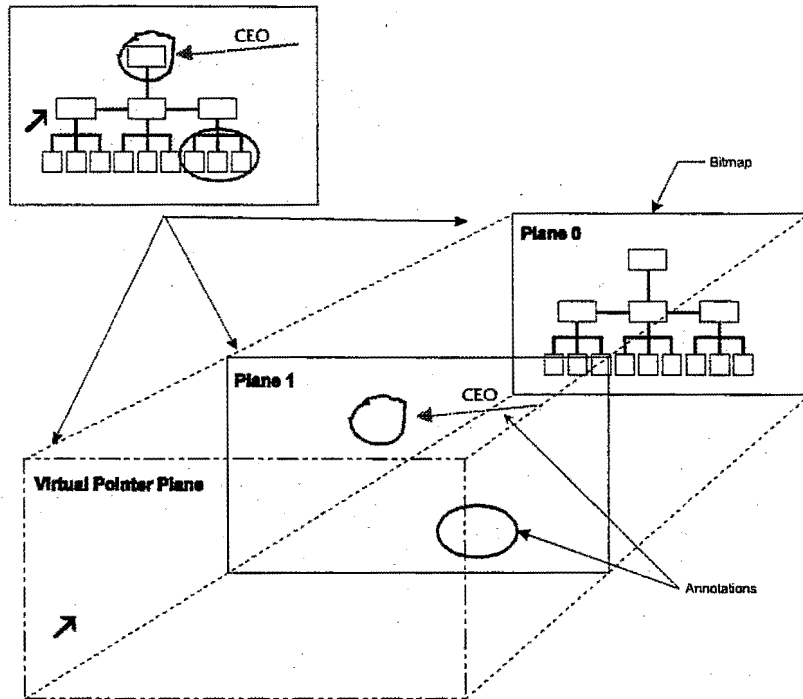 CEO
Bitmap
Plane 0
Plane 1
CEO
Virtual Pointer Plane
Annotations